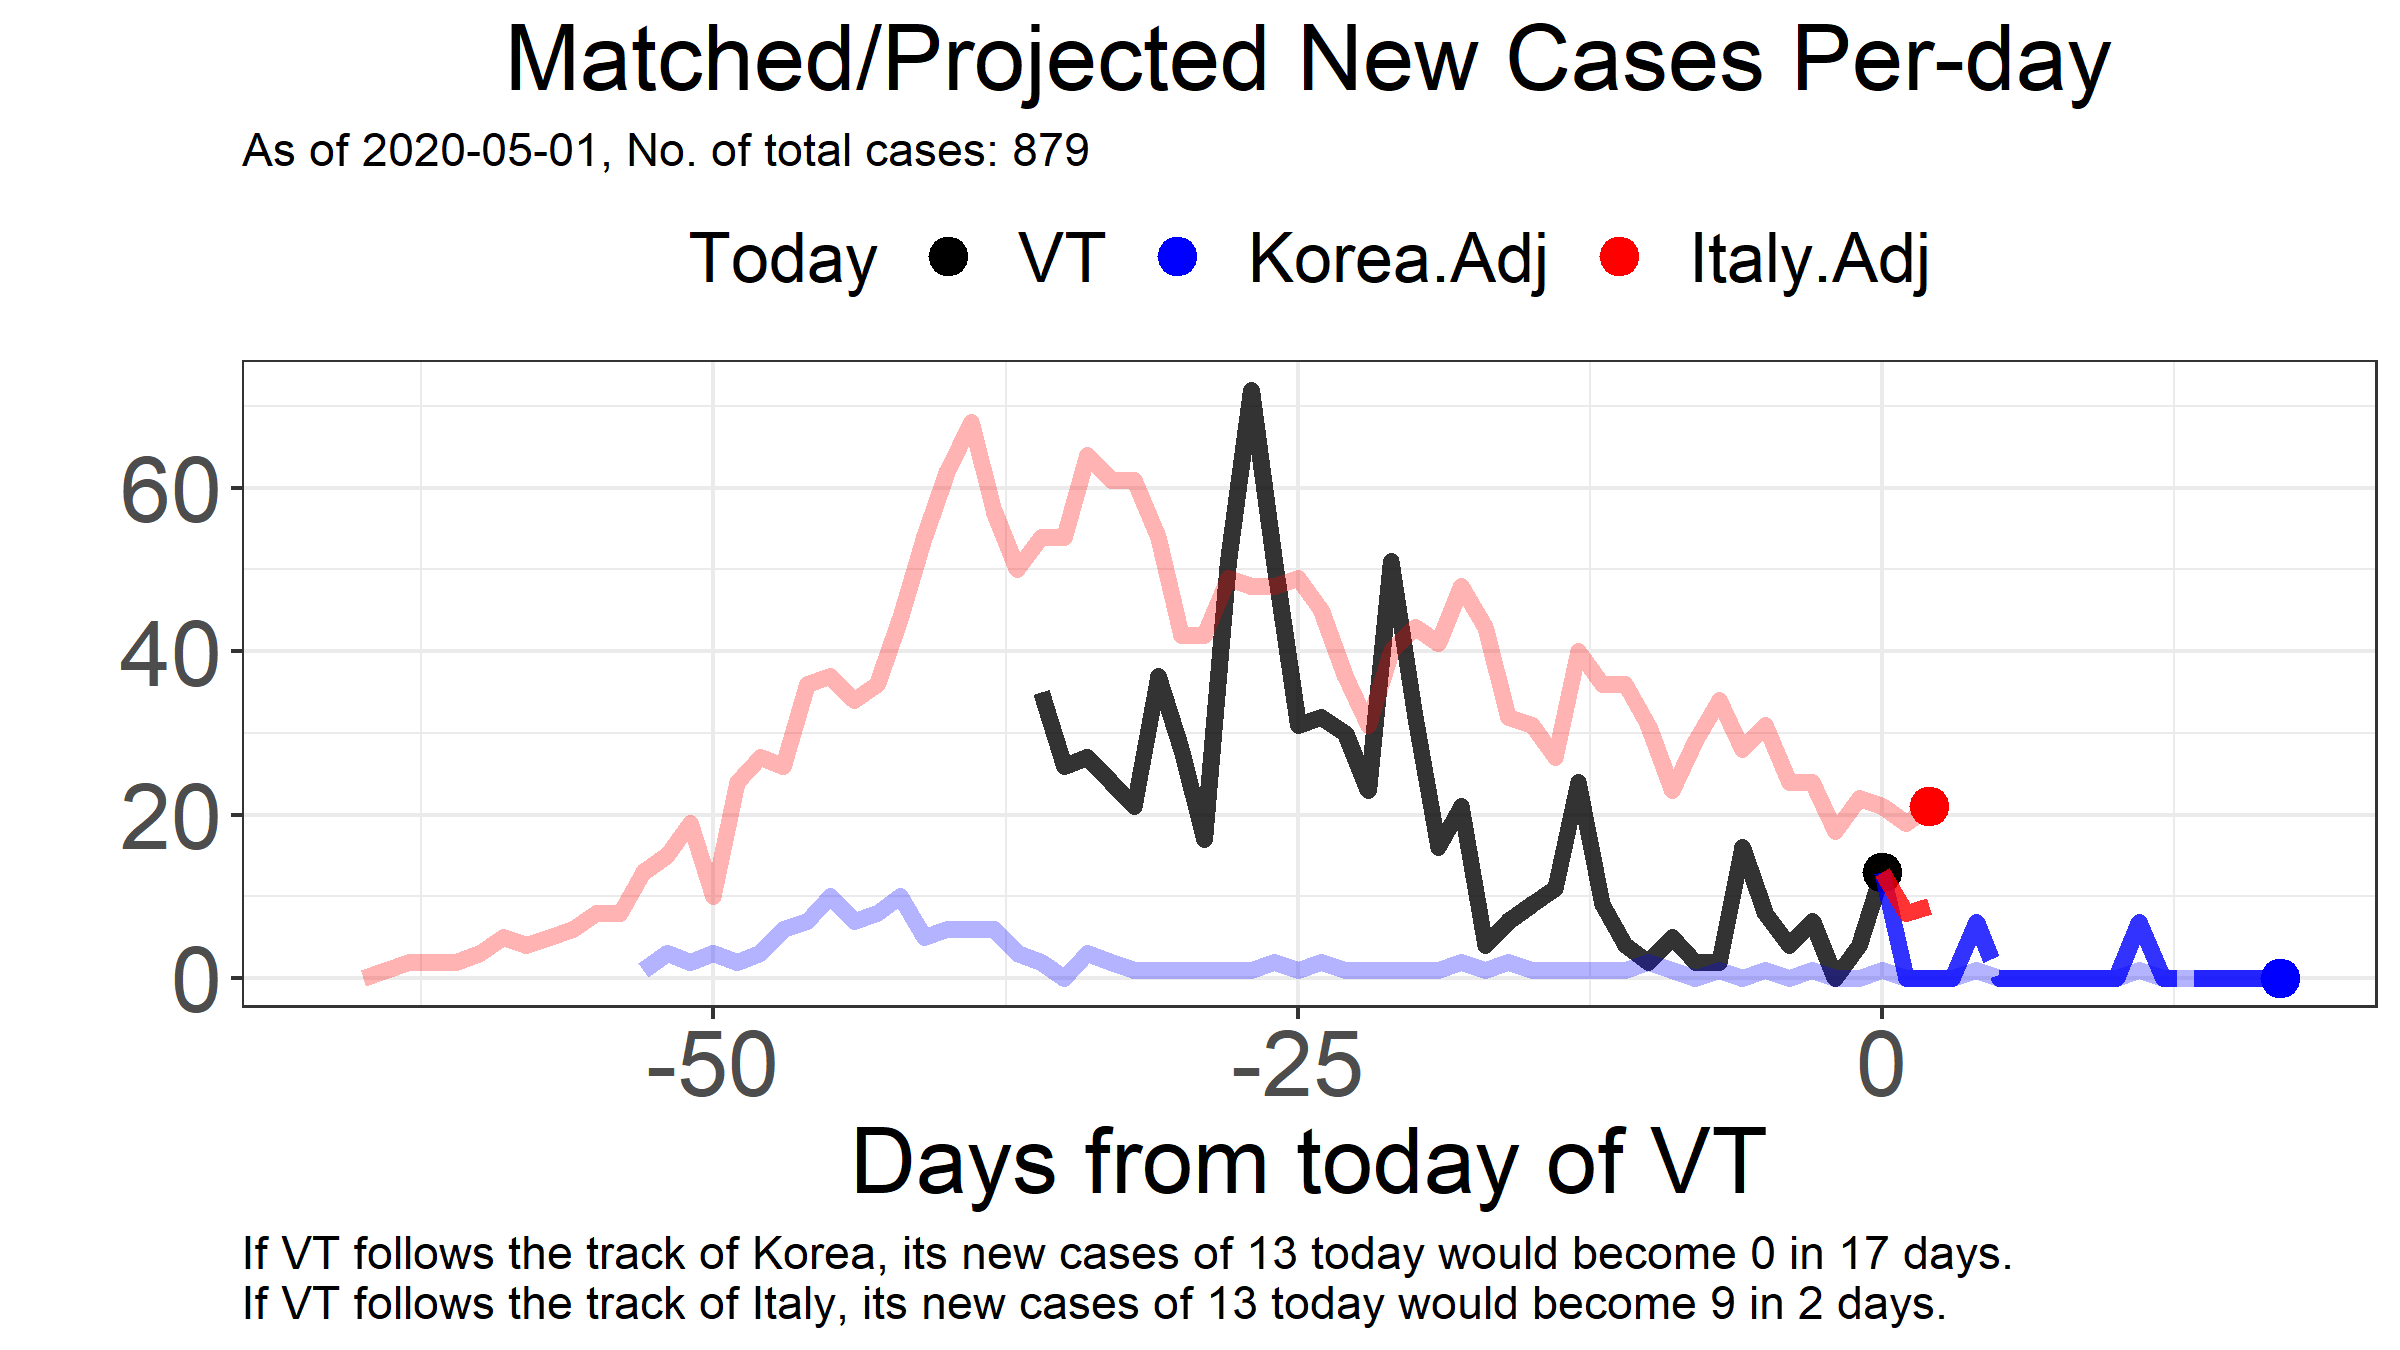 Matched/Projected New Cases Per-day
As of 2020-05-01, No. of total cases: 879
Today VT Korea.Adj Italy.Adj
60
40
20
0
-50 -25 0
Days from today of VT
If VT follows the track of Korea, its new cases of 13 today would become 0 in 17 days.
If VT follows the track of Italy, its new cases of 13 today would become 9 in 2 days.